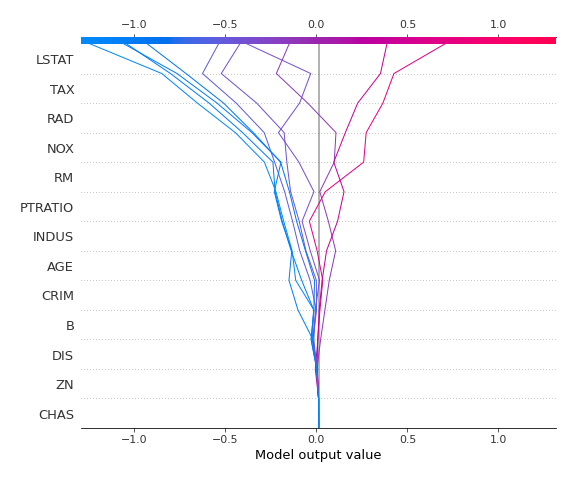 −1.0 −0.5 0.0 0.5 1.0
LSTAT
TAX
RAD
NOX
RM
PTRATIO
INDUS
AGE
CRIM
B
DIS
ZN
CHAS
−1.0 −0.5 0.0 0.5 1.0
Model output value